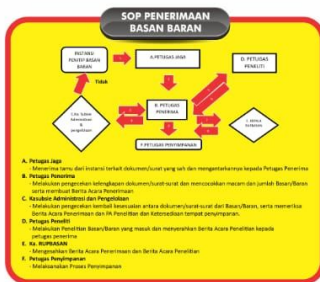 SOP PENERIMAAN
BASAN BARAN
INSTANSI
BARAN
A.PETUGAS JAGA
D. PETUGAS
PENELITI
Tidak
B. PETUGAS
PENERIMA
F.PETUGAS PENYIMPANAN
A. Petugas Jaga
- Menerima tamu dari instansi terkait dokumen/surat yang sah dan mengantarkannya kepada Petugas Penerima
B. Petugas Penerima
- Melakukan pengecekan kelengkapan dokumen/surat-surat dan mencocokkan macam dan jumlah Basan/Baran
serta membuat Berita Acara Penerimaan
C. Kasubsie Administrasi dan Pengelolaan
- Melakukan pengecekan kembali kesesuaian antara dokumen/surat-surat dari Basan/Baran, serta memeriksa
Berita Acara Penerimaan dan PA Penelitian dan Ketersediaan tempat penyimpanan.
D. Petugas Peneliti
- Melakukan Penelitian Basan/Baran yang masuk dan menyerahkan Berita Acara Penelitian kepada
petugas penerima
E. Ka. RUPBASAN
- Mengesahkan Berita Acara Penerimaan dan Berita Acara Penelitian
F. Petugas Penyimpanan
- Melaksanakan Proses Penyimpanan